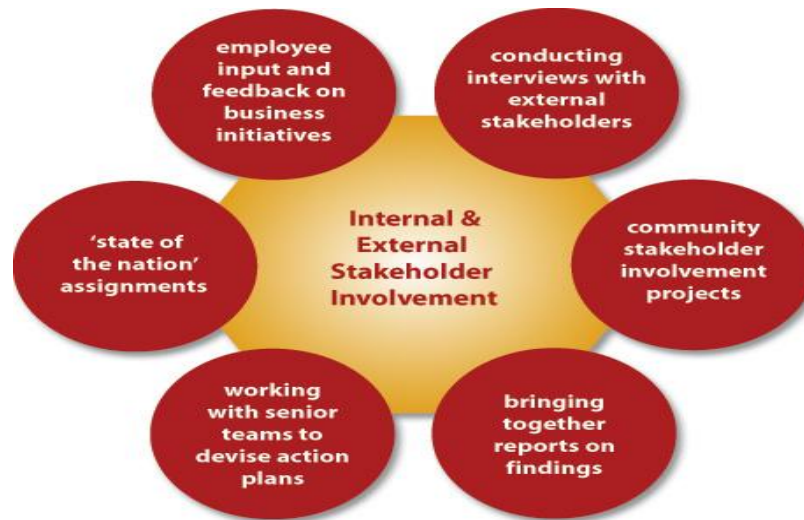 employee
input and
feedback on
business
initiatives
conducting
interviews with
external
stakeholders
'state of
the nation'
assignments
Internal &
External
Stakeholder
Involvement
community
stakeholder
involvement
projects
working
with senior
teams to
devise action
plans
bringing
together
reports on
findings